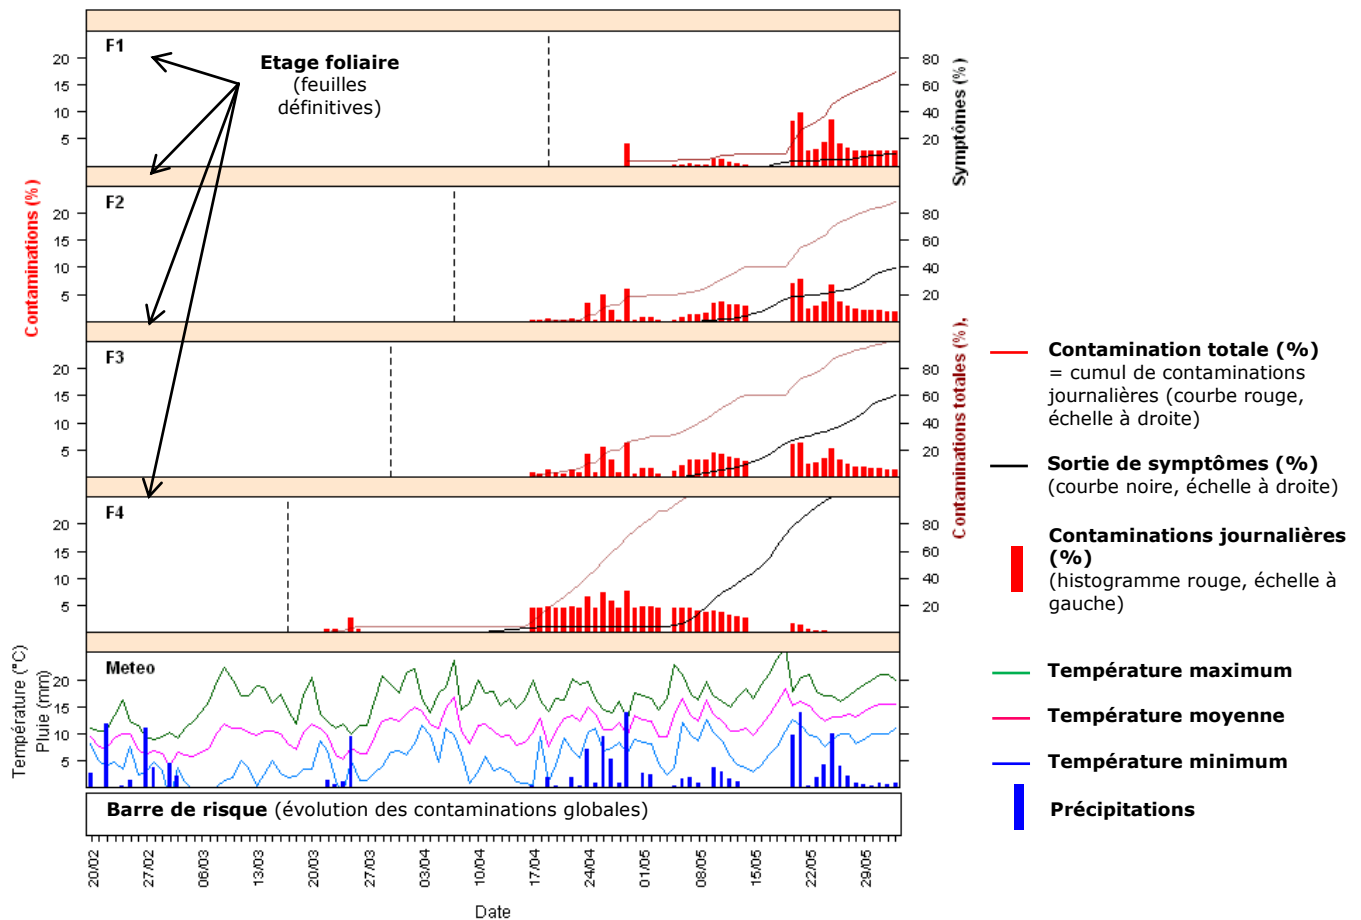 F1
Etage foliaire
(feuilles
définitives)
20
15
10
5
80
60
40
20
Symptômes (%)
F2
20
15
10
5
80
60
40
20
Contaminations (%)
F3
20
15
10
5
80
60
40
20
Contaminations totales (%),
F4
20
15
10
5
80
60
40
20
Meteo
20
15
10
5
Température (°C)
Pluie (mm)
Barre de risque (évolution des contaminations globales)
20/02
27/02
06/03
13/03
20/03
27/03
03/04
10/04
17/04
24/04
01/05
08/05
15/05
22/05
29/05
Date
Contamination totale (%)
= cumul de contaminations
journalières (courbe rouge,
échelle à droite)
Sortie de symptômes (%)
(courbe noire, échelle à droite)
Contaminations journalières
(%)
(histogramme rouge, échelle à
gauche)
Température maximum
Température moyenne
Température minimum
Précipitations